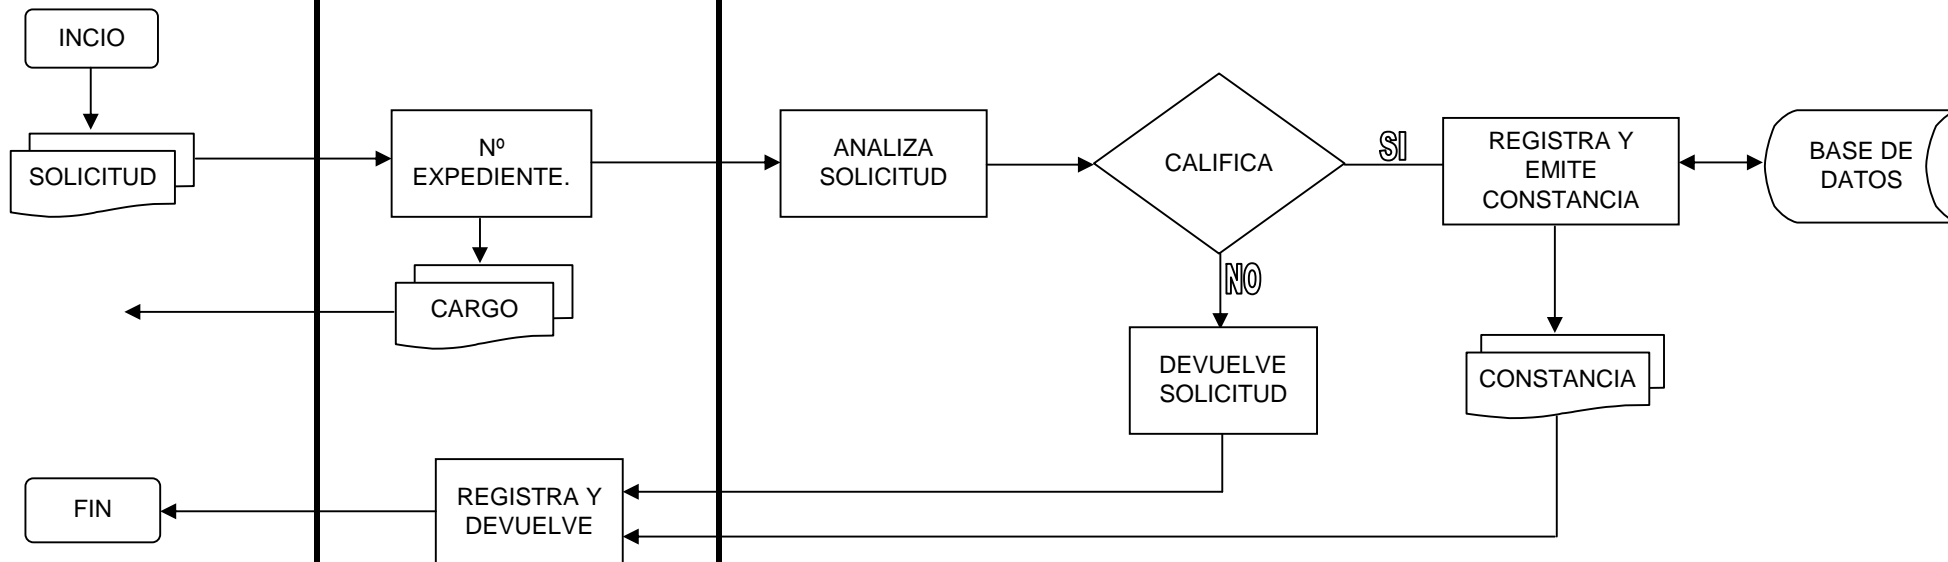 INCIO
SOLICITUD
Nº
EXPEDIENTE.
CARGO
ANALIZA
SOLICITUD
CALIFICA
SI
NO
REGISTRA Y
EMITE
CONSTANCIA
BASE DE
DATOS
DEVUELVE
SOLICITUD
CONSTANCIA
REGISTRA Y
DEVUELVE
FIN